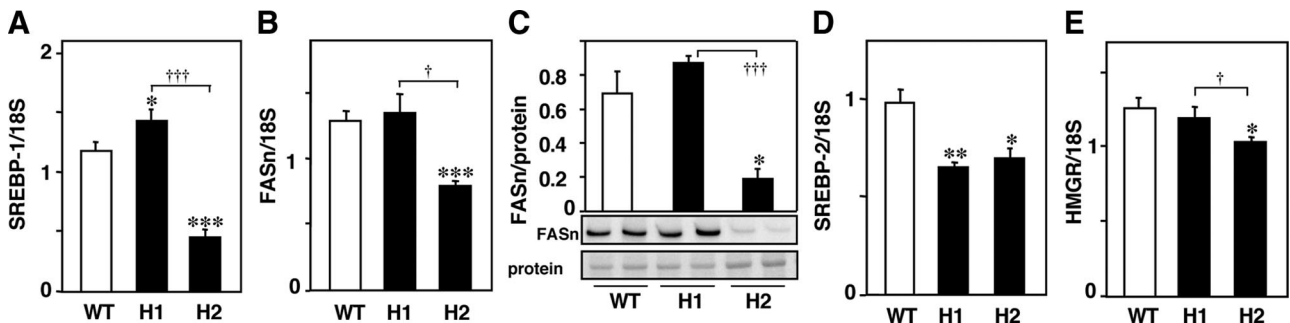 A
2
1
0
SREBP-1/18S
*
†††
***
WT H1 H2
B
1
0
FASn/18S
†
***
WT H1 H2
C
0.8
0.6
0.4
0.2
0
FASn/protein
†††
*
FASn
protein
WT H1 H2
D
1
0
SREBP-2/18S
**
*
WT H1 H2
E
1
1
0
HMGR/18S
†
*
WT H1 H2